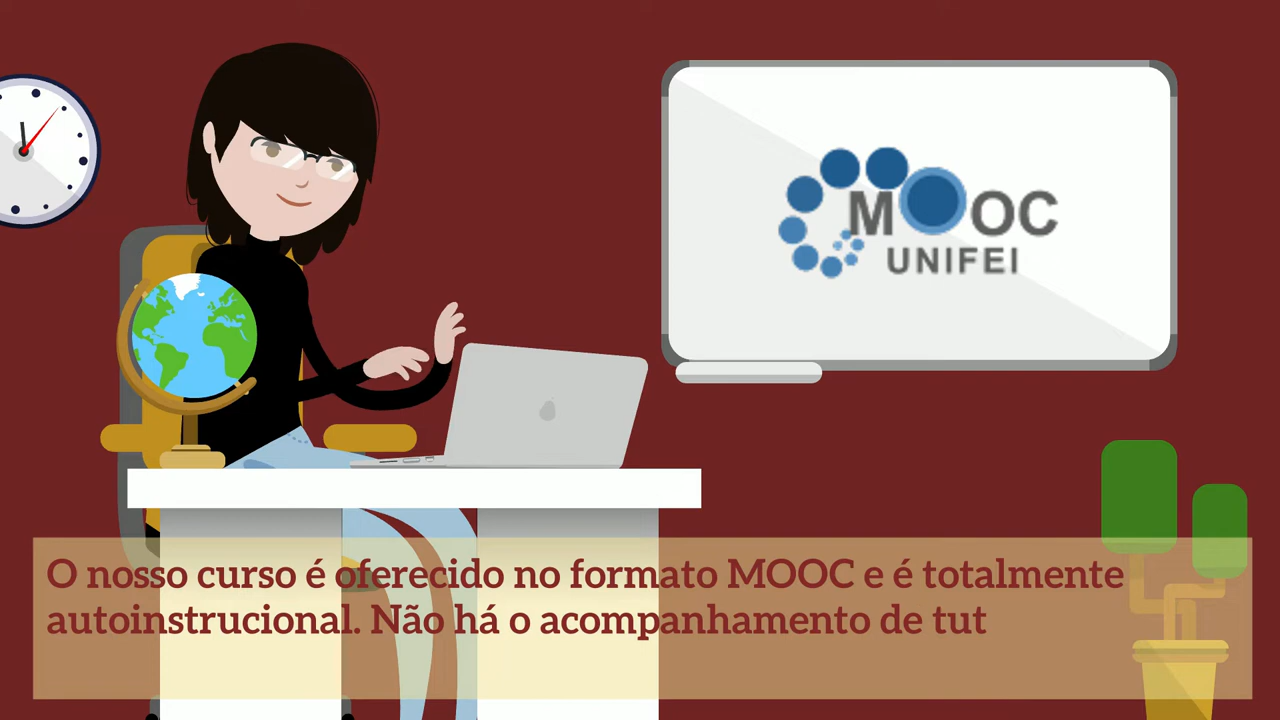 MOOC
UNIFEI
O nosso curso é oferecido no formato MOOC e é totalmente
autoinstrucional. Não há o acompanhamento de tut